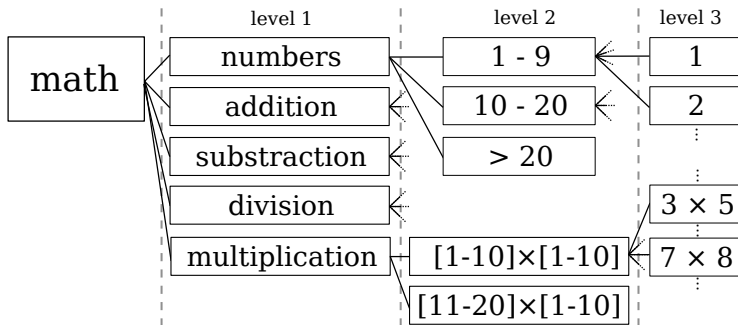 level 1
level 2
level 3
math
numbers
1 - 9
1
addition
10 - 20
2
substraction
> 20
division
3 × 5
multiplication
[1-10]×[1-10]
7 × 8
[11-20]×[1-10]